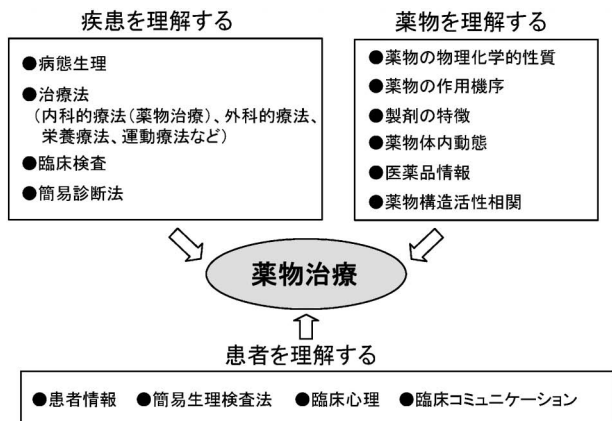 疾患を理解する
●病態生理
●治療法
（内科的療法（薬物治療）、外科的療法、
栄養療法、運動療法など）
●臨床検査
●簡易診断法
薬物を理解する
●薬物の物理化学的性質
●薬物の作用機序
●製剤の特徴
●薬物体内動態
●医薬品情報
●薬物構造活性相関
薬物治療
患者を理解する
●患者情報 ●簡易生理検査法 ●臨床心理 ●臨床コミュニケーション